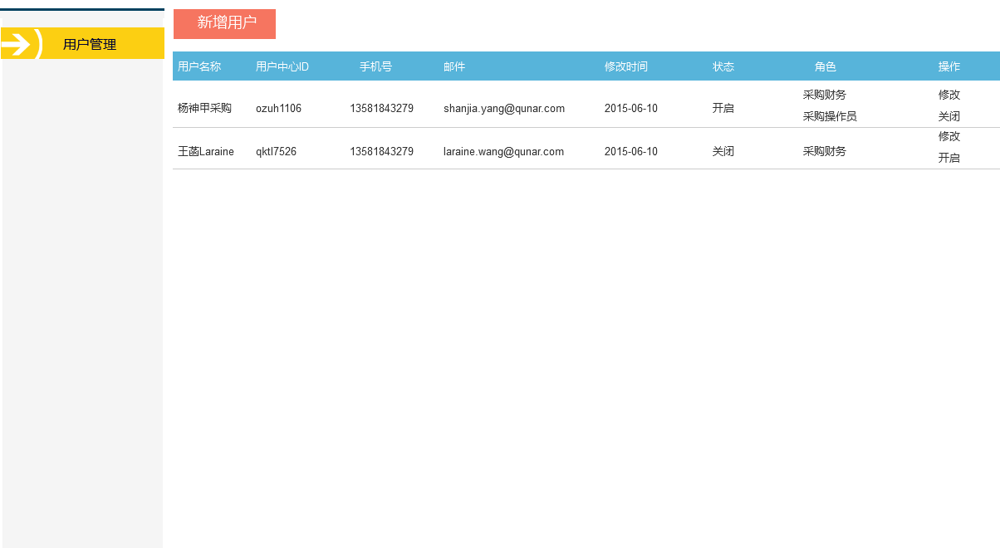 新增用户
用户管理
用户名称 用户中心ID 手机号 邮件 修改时间 状态 角色 操作
杨神甲采购 ozuh1106 13581843279 shanjia.yang@qunar.com 2015-06-10 开启 采购财务 修改
采购操作员 关闭
王菡Laraine qktl7526 13581843279 laraine.wang@qunar.com 2015-06-10 关闭 采购财务 修改
开启